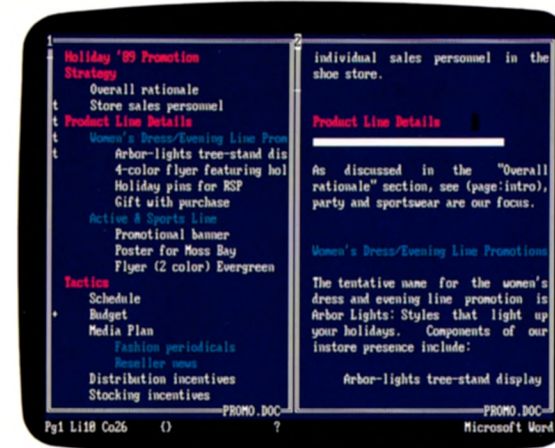 1
Holiday '89 Promotion
Strategy
Overall rationale
t Store sales personnel
t Product Line Details
t Women's Dress/Evening Line Prom
t Arbor-lights tree-stand dis
4-color flyer featuring hol
Holiday pins for RSP
Gift with purchase
Active & Sports Line
Promotional banner
Poster for Moss Bay
Flyer (2 color) Evergreen
Tactics
Schedule
+ Budget
Media Plan
Fashion periodicals
Reseller news
Distribution incentives
Stocking incentives
PROMO.DOC
2
individual sales personnel in the
shoe store.
Product Line Details
As discussed in the "Overall
rationale" section, see (page:intro),
party and sportswear are our focus.
Women's Dress/Evening Line Promotions
The tentative name for the women's
dress and evening line promotion is
Arbor Lights: Styles that light up
your holidays. Components of our
instore presence include:
Arbor-lights tree-stand display
PROMO.DOC
Pg1 Li18 Co26 {} ? Microsoft Word